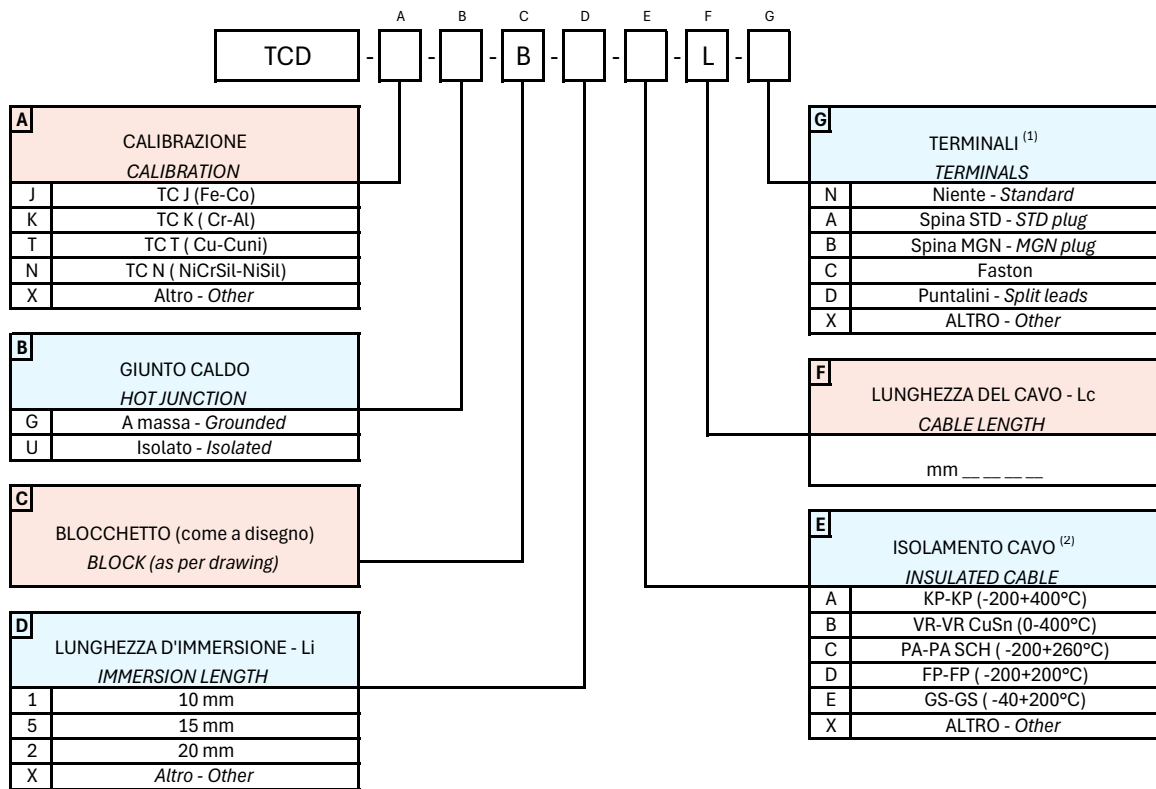 A B C D E F G
TCD - - - B - - - L -
A
CALIBRAZIONE
CALIBRATION
J TC J (Fe-Co)
K TC K ( Cr-Al)
T TC T ( Cu-Cuni)
N TC N ( NiCrSil-NiSil)
X Altro - Other
B
GIUNTO CALDO
HOT JUNCTION
G A massa - Grounded
U Isolato - Isolated
C
BLOCCHETTO (come a disegno)
BLOCK (as per drawing)
D
LUNGHEZZA D'IMMERSIONE - Li
IMMERSION LENGTH
1 10 mm
5 15 mm
2 20 mm
X Altro - Other
G
TERMINALI (1)
TERMINALS
N Niente - Standard
A Spina STD - STD plug
B Spina MGN - MGN plug
C Faston
D Puntalini - Split leads
X ALTRO - Other
F
LUNGHEZZA DEL CAVO - Lc
CABLE LENGTH
mm __ __ __ __
E
ISOLAMENTO CAVO (2)
INSULATED CABLE
A KP-KP (-200+400°C)
B VR-VR CuSn (0-400°C)
C PA-PA SCH ( -200+260°C)
D FP-FP ( -200+200°C)
E GS-GS ( -40+200°C)
X ALTRO - Other